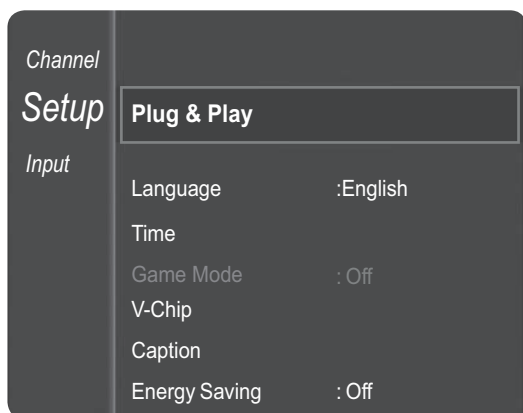 Channel
Setup
Input
Plug & Play
Language :English
Time
Game Mode : Off
V-Chip
Caption
Energy Saving : Off